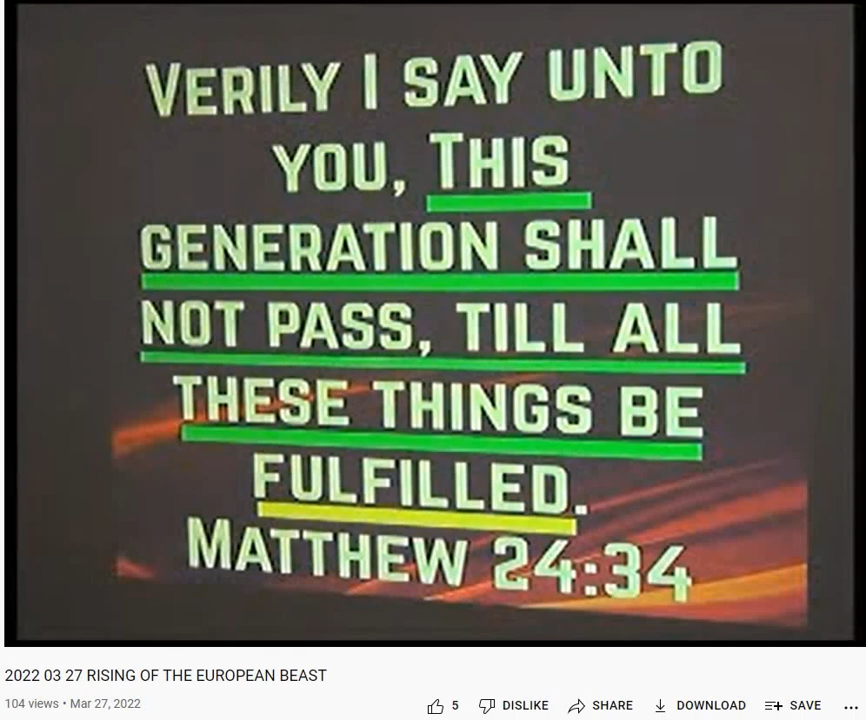 VERILY I SAY UNTO
YOU, THIS
GENERATION SHALL
NOT PASS, TILL ALL
THESE THINGS BE
FULFILLED.
MATTHEW 24:34
2022 03 27 RISING OF THE EUROPEAN BEAST
104 views • Mar 27, 2022
5 DISLIKE SHARE DOWNLOAD SAVE ...